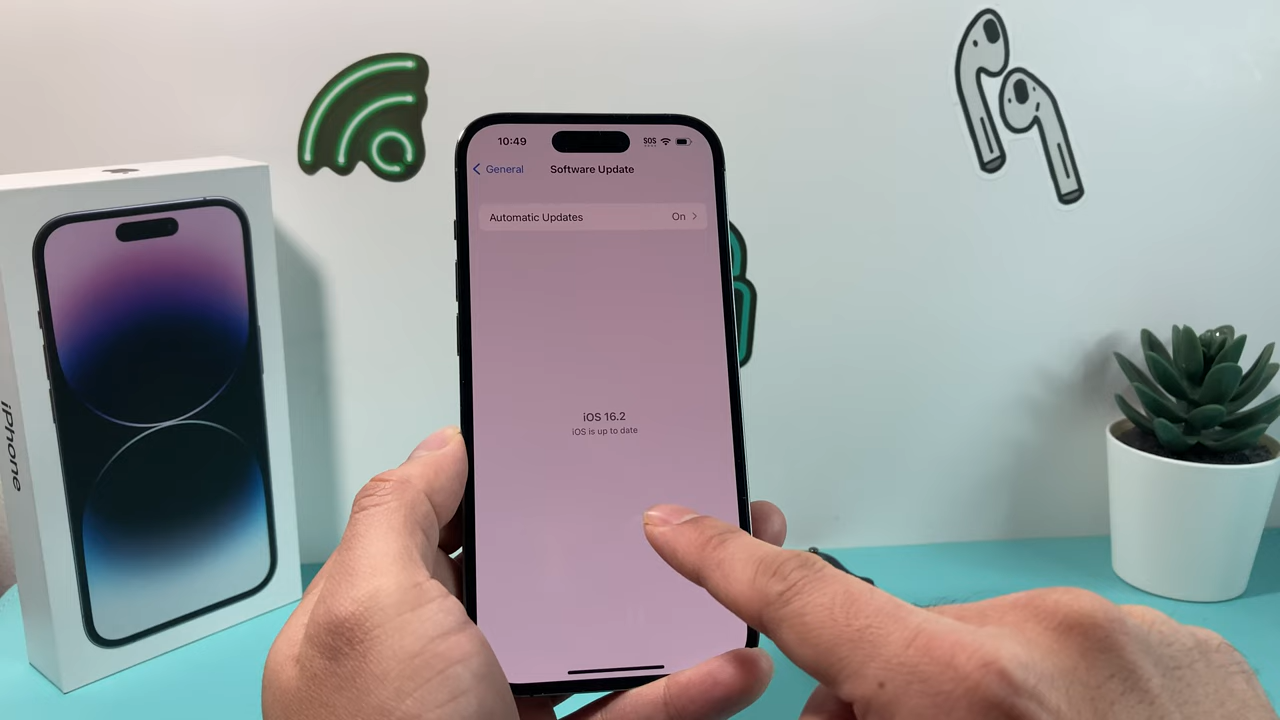 iPhone
10:49
SOS
General
Software Update
Automatic Updates
On
iOS 16.2
iOS is up to date